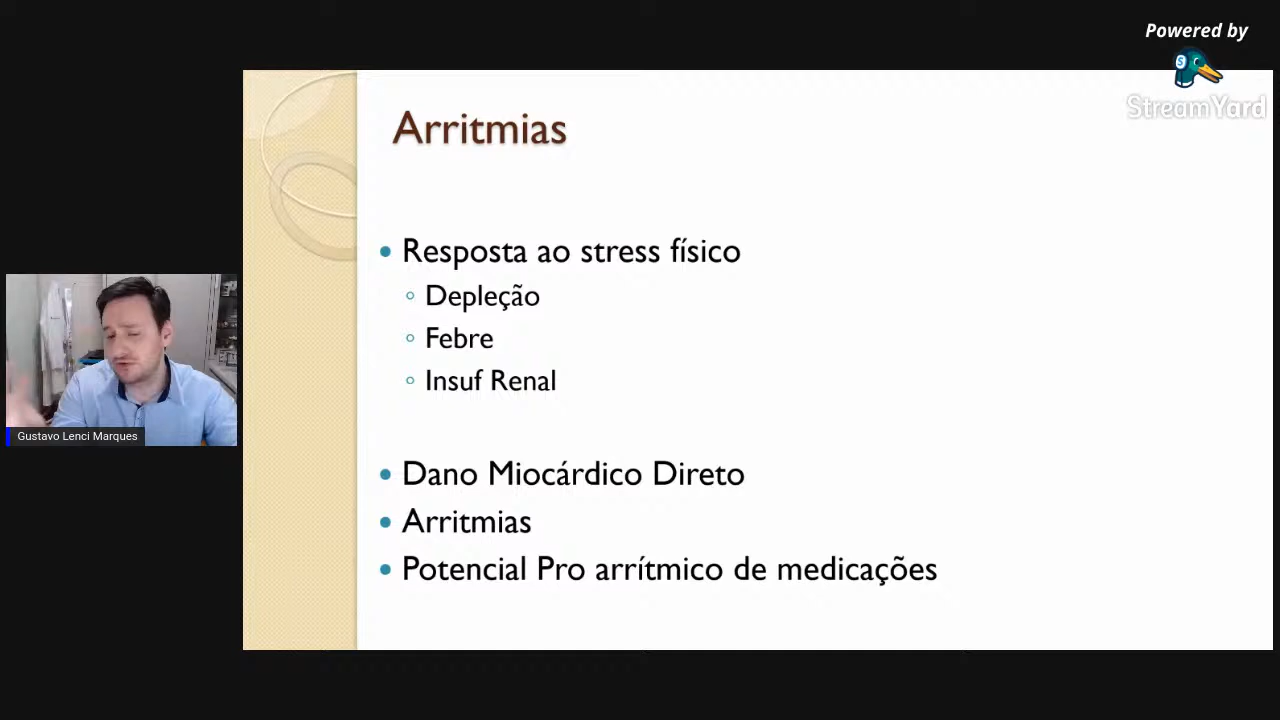 Powered by
StreamYard
Arritmias
Resposta ao stress físico
Depleção
Febre
Insuf Renal
Gustavo Lenci Marques
Dano Miocárdico Direto
Arritmias
Potencial Pro arrítmico de medicações